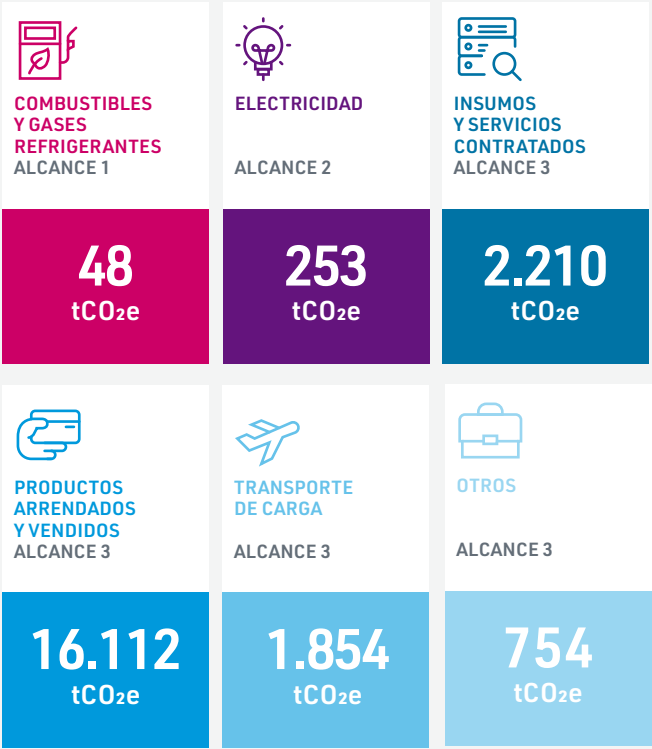 COMBUSTIBLES
Y GASES
REFRIGERANTES
ALCANCE 1
48
tCO₂e
ELECTRICIDAD
ALCANCE 2
253
tCO₂e
INSUMOS
Y SERVICIOS
CONTRATADOS
ALCANCE 3
2.210
tCO₂e
PRODUCTOS
ARRENDADOS
Y VENDIDOS
ALCANCE 3
16.112
tCO₂e
TRANSPORTE
DE CARGA
ALCANCE 3
1.854
tCO₂e
OTROS
ALCANCE 3
754
tCO₂e